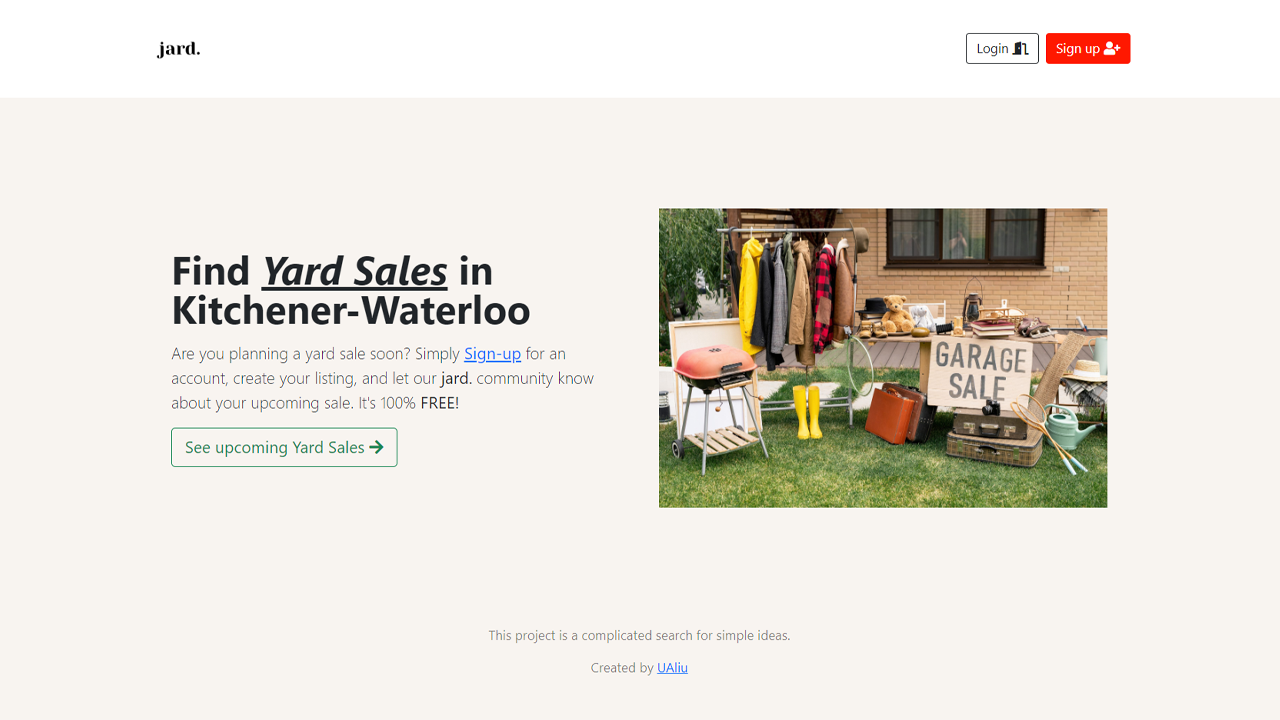 jard.
Login
Sign up
Find Yard Sales in
Kitchener-Waterloo
Are you planning a yard sale soon? Simply Sign-up for an
account, create your listing, and let our jard. community know
about your upcoming sale. It's 100% FREE!
See upcoming Yard Sales
GARAGE
SALE
This project is a complicated search for simple ideas.
Created by UAliu